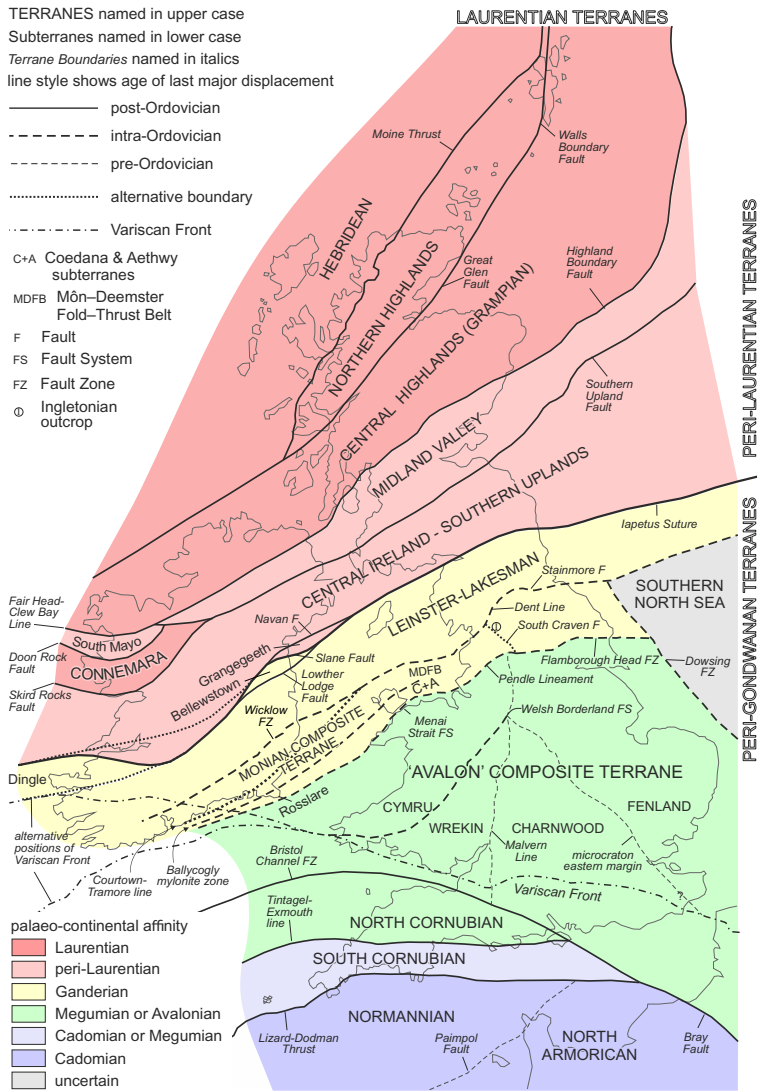 TERRANES named in upper case
Subterranes named in lower case
Terrane Boundaries named in italics
line style shows age of last major displacement
post-Ordovician
intra-Ordovician
pre-Ordovician
alternative boundary
Variscan Front
C+A Coedana & Aethwy
subterranes
MDFB Môn–Deemster
Fold–Thrust Belt
F Fault
FS Fault System
FZ Fault Zone
Ingletonian
outcrop
LAURENTIAN TERRANES
PERI-LAURENTIAN TERRANES
PERI-GONDWANAN TERRANES
Moine Thrust
Walls
Boundary
Fault
HEBRIDEAN
NORTHERN HIGHLANDS
Great
Glen
Fault
Highland
Boundary
Fault
CENTRAL HIGHLANDS (GRAMPIAN)
Southern
Upland
Fault
MIDLAND VALLEY
CENTRAL IRELAND - SOUTHERN UPLANDS
Iapetus Suture
Fair Head-
Clew Bay
Line
South Mayo
Doon Rock
Fault
CONNEMARA
Skird Rocks
Fault
Navan F
Grangegeeth
Slane Fault
Bellewstown
Lowther
Lodge
Fault
LEINSTER-LAKESMAN
Stainmore F
SOUTHERN
NORTH SEA
Dent Line
South Craven F
Flamborough Head FZ
Dowsing
FZ
Pendle Lineament
MDFB
C+A
Wicklow
FZ
Menai
Strait FS
Welsh Borderland FS
MONIAN-COMPOSITE
TERRANE
Dingle
Rosslare
'AVALON' COMPOSITE TERRANE
CYMRU
FENLAND
WREKIN
CHARNWOOD
Malvern
Line
microcraton
eastern margin
alternative
positions of
Variscan Front
Courtown-
Tramore line
Ballycogly
mylonite zone
Bristol
Channel FZ
Variscan Front
?
Tintagel-
Exmouth
line
NORTH CORNUBIAN
SOUTH CORNUBIAN
NORMANNIAN
Lizard-Dodman
Thrust
Paimpol
Fault
NORTH
ARMORICAN
Bray
Fault
palaeo-continental affinity
Laurentian
peri-Laurentian
Ganderian
Megumian or Avalonian
Cadomian or Megumian
Cadomian
uncertain